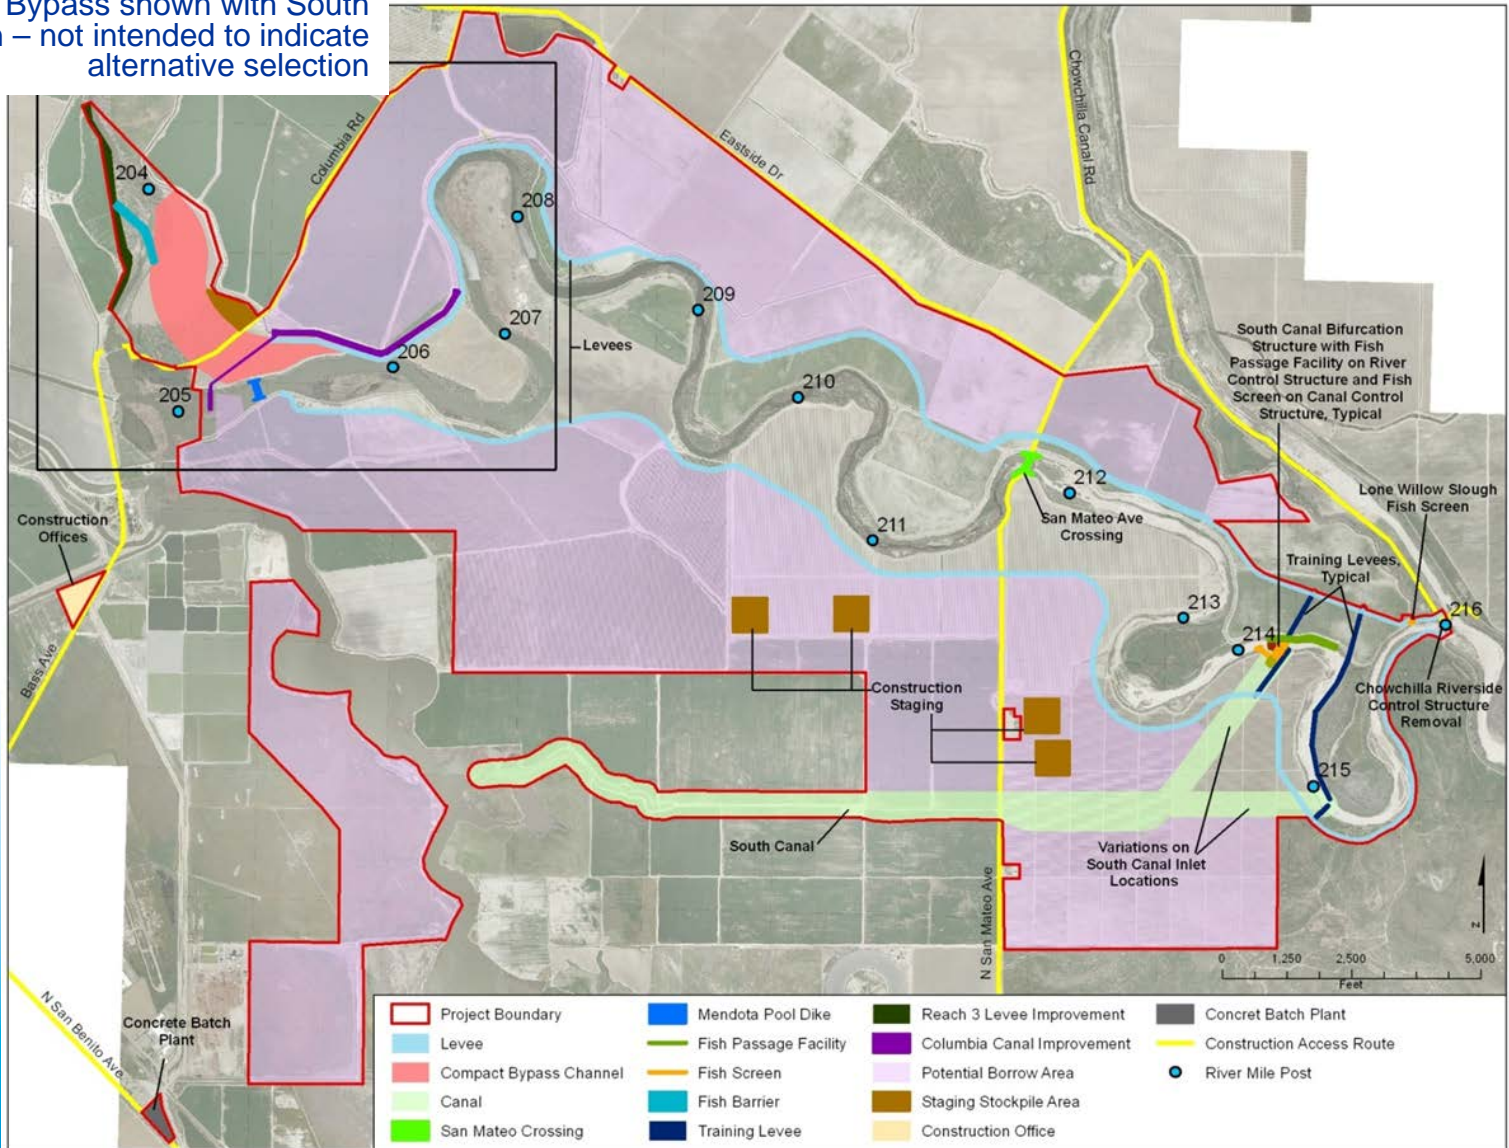 Bypass shown with South
– not intended to indicate
alternative selection
Columbia Rd
Eastside Dr
Chowchilla Canal Rd
204
208
209
207
206
205
Levees
210
South Canal Bifurcation
Structure with Fish
Passage Facility on River
Control Structure and Fish
Screen on Canal Control
Structure, Typical
212
San Mateo Ave
Crossing
211
Lone Willow Slough
Fish Screen
Construction
Offices
Training Levees,
Typical
213
214
216
Bass Ave
Construction
Staging
Chowchilla Riverside
Control Structure
Removal
215
South Canal
Variations on
South Canal Inlet
Locations
N San Mateo Ave
N
0 1,250 2,500 5,000
Feet
N San Benito Ave
Concrete Batch
Plant
Project Boundary
Levee
Compact Bypass Channel
Canal
San Mateo Crossing
Mendota Pool Dike
Fish Passage Facility
Fish Screen
Fish Barrier
Training Levee
Reach 3 Levee Improvement
Columbia Canal Improvement
Potential Borrow Area
Staging Stockpile Area
Construction Office
Concret Batch Plant
Construction Access Route
River Mile Post